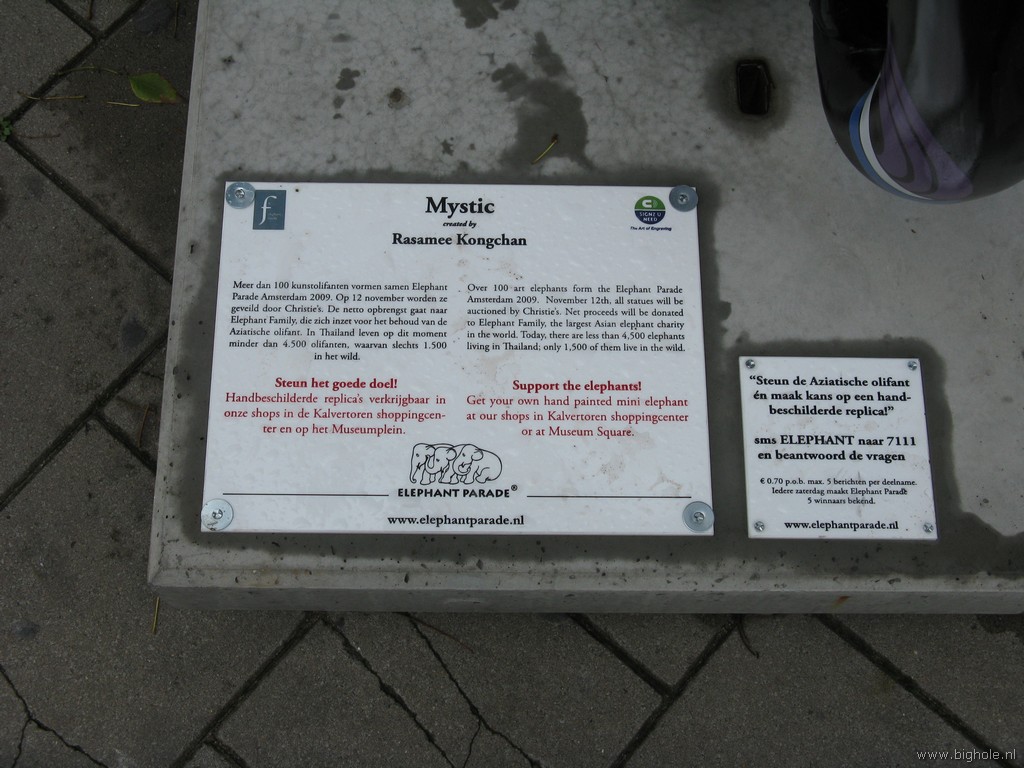 Mystic
created by
Rasamee Kongchan
f
SIGNZ U
NEED
The Art of Engraving
Meer dan 100 kunstolifanten vormen samen Elephant
Parade Amsterdam 2009. Op 12 november worden ze
geveild door Christie's. De netto opbrengst gaat naar
Elephant Family, die zich inzet voor het behoud van de
Aziatische olifant. In Thailand leven op dit moment
minder dan 4.500 olifanten, waarvan slechts 1.500
in het wild.
Over 100 art elephants form the Elephant Parade
Amsterdam 2009. November 12th, all statues will be
auctioned by Christie's. Net proceeds will be donated
to Elephant Family, the largest Asian elephant charity
in the world. Today, there are less than 4,500 elephants
living in Thailand; only 1,500 of them live in the wild.
Steun het goede doel!
Handbeschilderde replica's verkrijgbaar in
onze shops in de Kalvertoren shoppingcen-
ter en op het Museumplein.
Support the elephants!
Get your own hand painted mini elephant
at our shops in Kalvertoren shoppingcenter
or at Museum Square.
ELEPHANT PARADE®
www.elephantparade.nl
"Steun de Aziatische olifant
én maak kans op een hand-
beschilderde replica!"
sms ELEPHANT naar 7111
en beantwoord de vragen
€ 0.70 p.o.b. max. 5 berichten per deelname.
Iedere zaterdag maakt Elephant Parade
5 winnaars bekend.
www.elephantparade.nl
www.bighole.nl